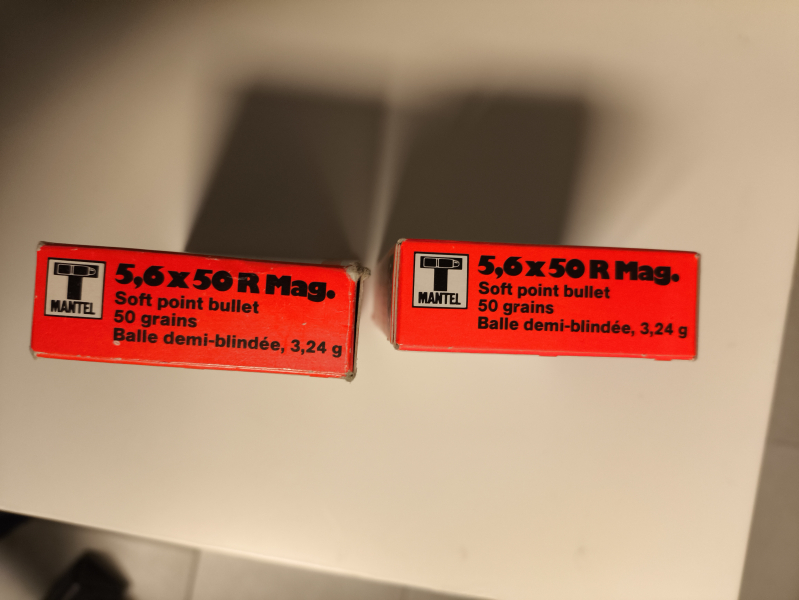 5,6 x 50 R Mag.
Soft point bullet
50 grains
Balle demi-blindée, 3,24 g
T
MANTEL
5,6 x 50 R Mag.
Soft point bullet
50 grains
Balle demi-blindée, 3,24 g
T
MANTEL